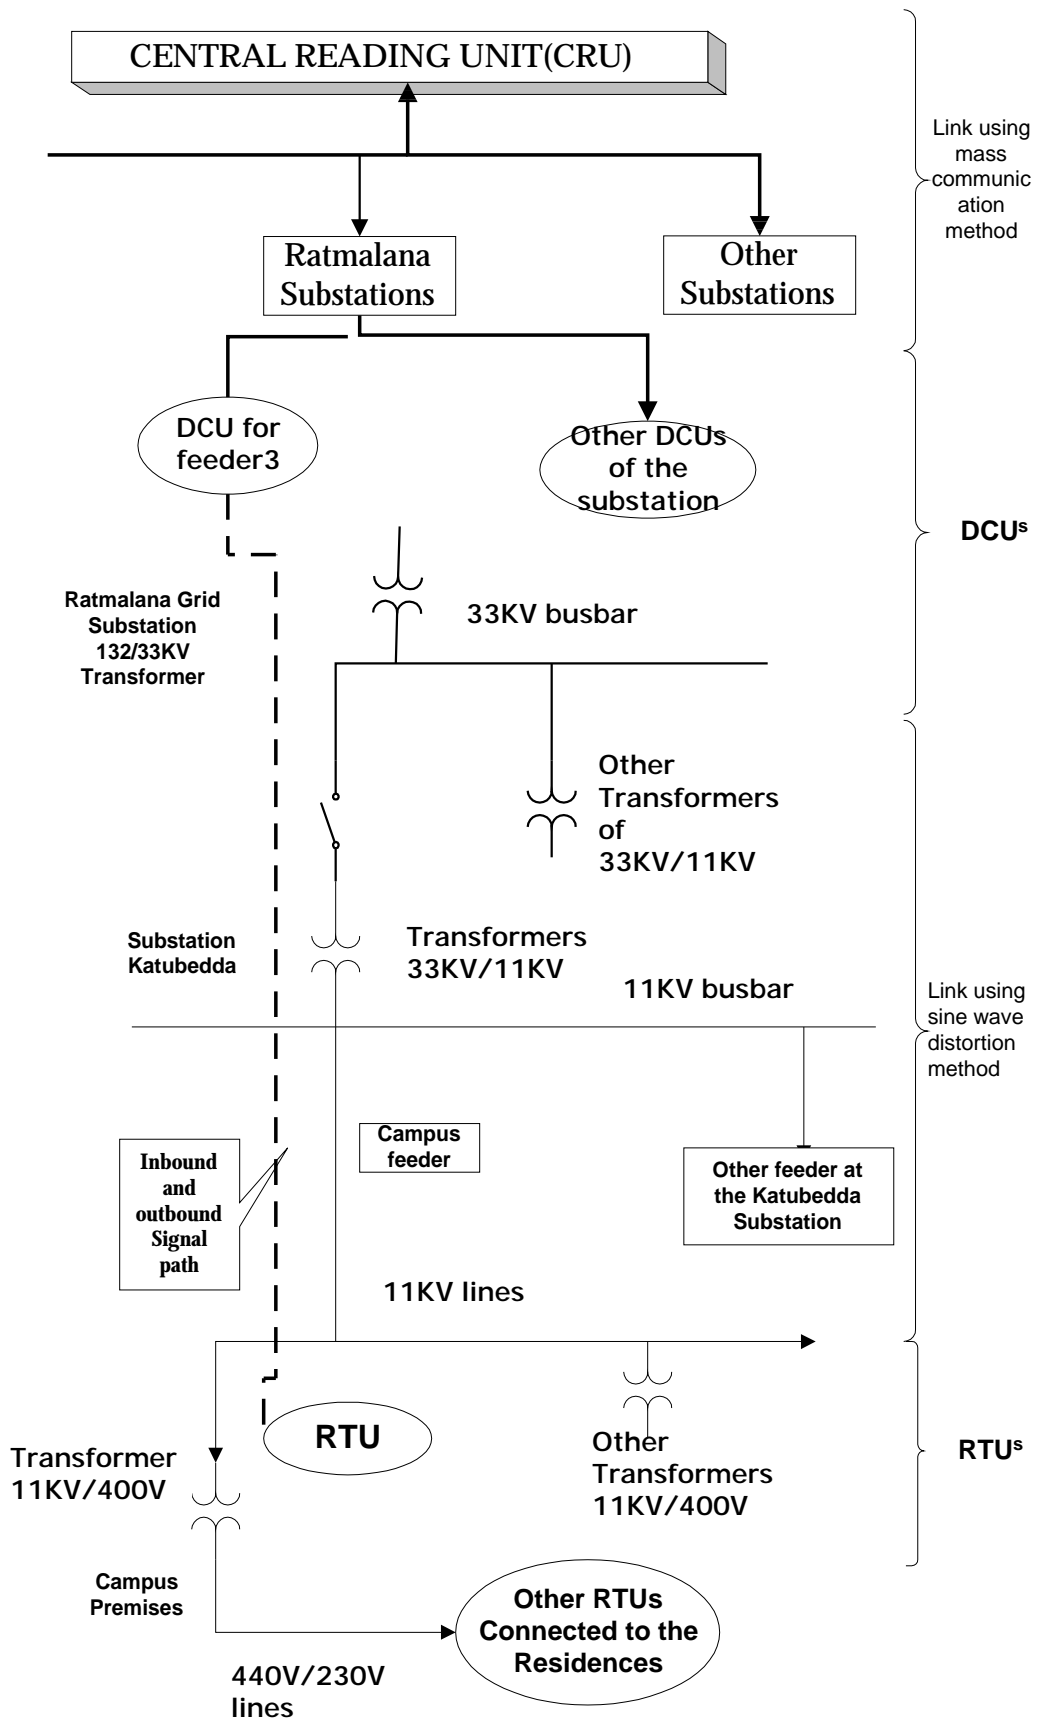 CENTRAL READING UNIT(CRU)
Link using
mass
communic
ation
method
Ratmalana
Substations
Other
Substations
DCU for
feeder3
Other DCUs
of the
substation
DCUs
Ratmalana Grid
Substation
132/33KV
Transformer
33KV busbar
Other
Transformers
of
33KV/11KV
Substation
Katubedda
Transformers
33KV/11KV
11KV busbar
Link using
sine wave
distortion
method
Campus
feeder
Inbound
and
outbound
Signal
path
Other feeder at
the Katubedda
Substation
11KV lines
RTU
Transformer
11KV/400V
Other
Transformers
11KV/400V
RTUs
Campus
Premises
Other RTUs
Connected to the
Residences
440V/230V
lines